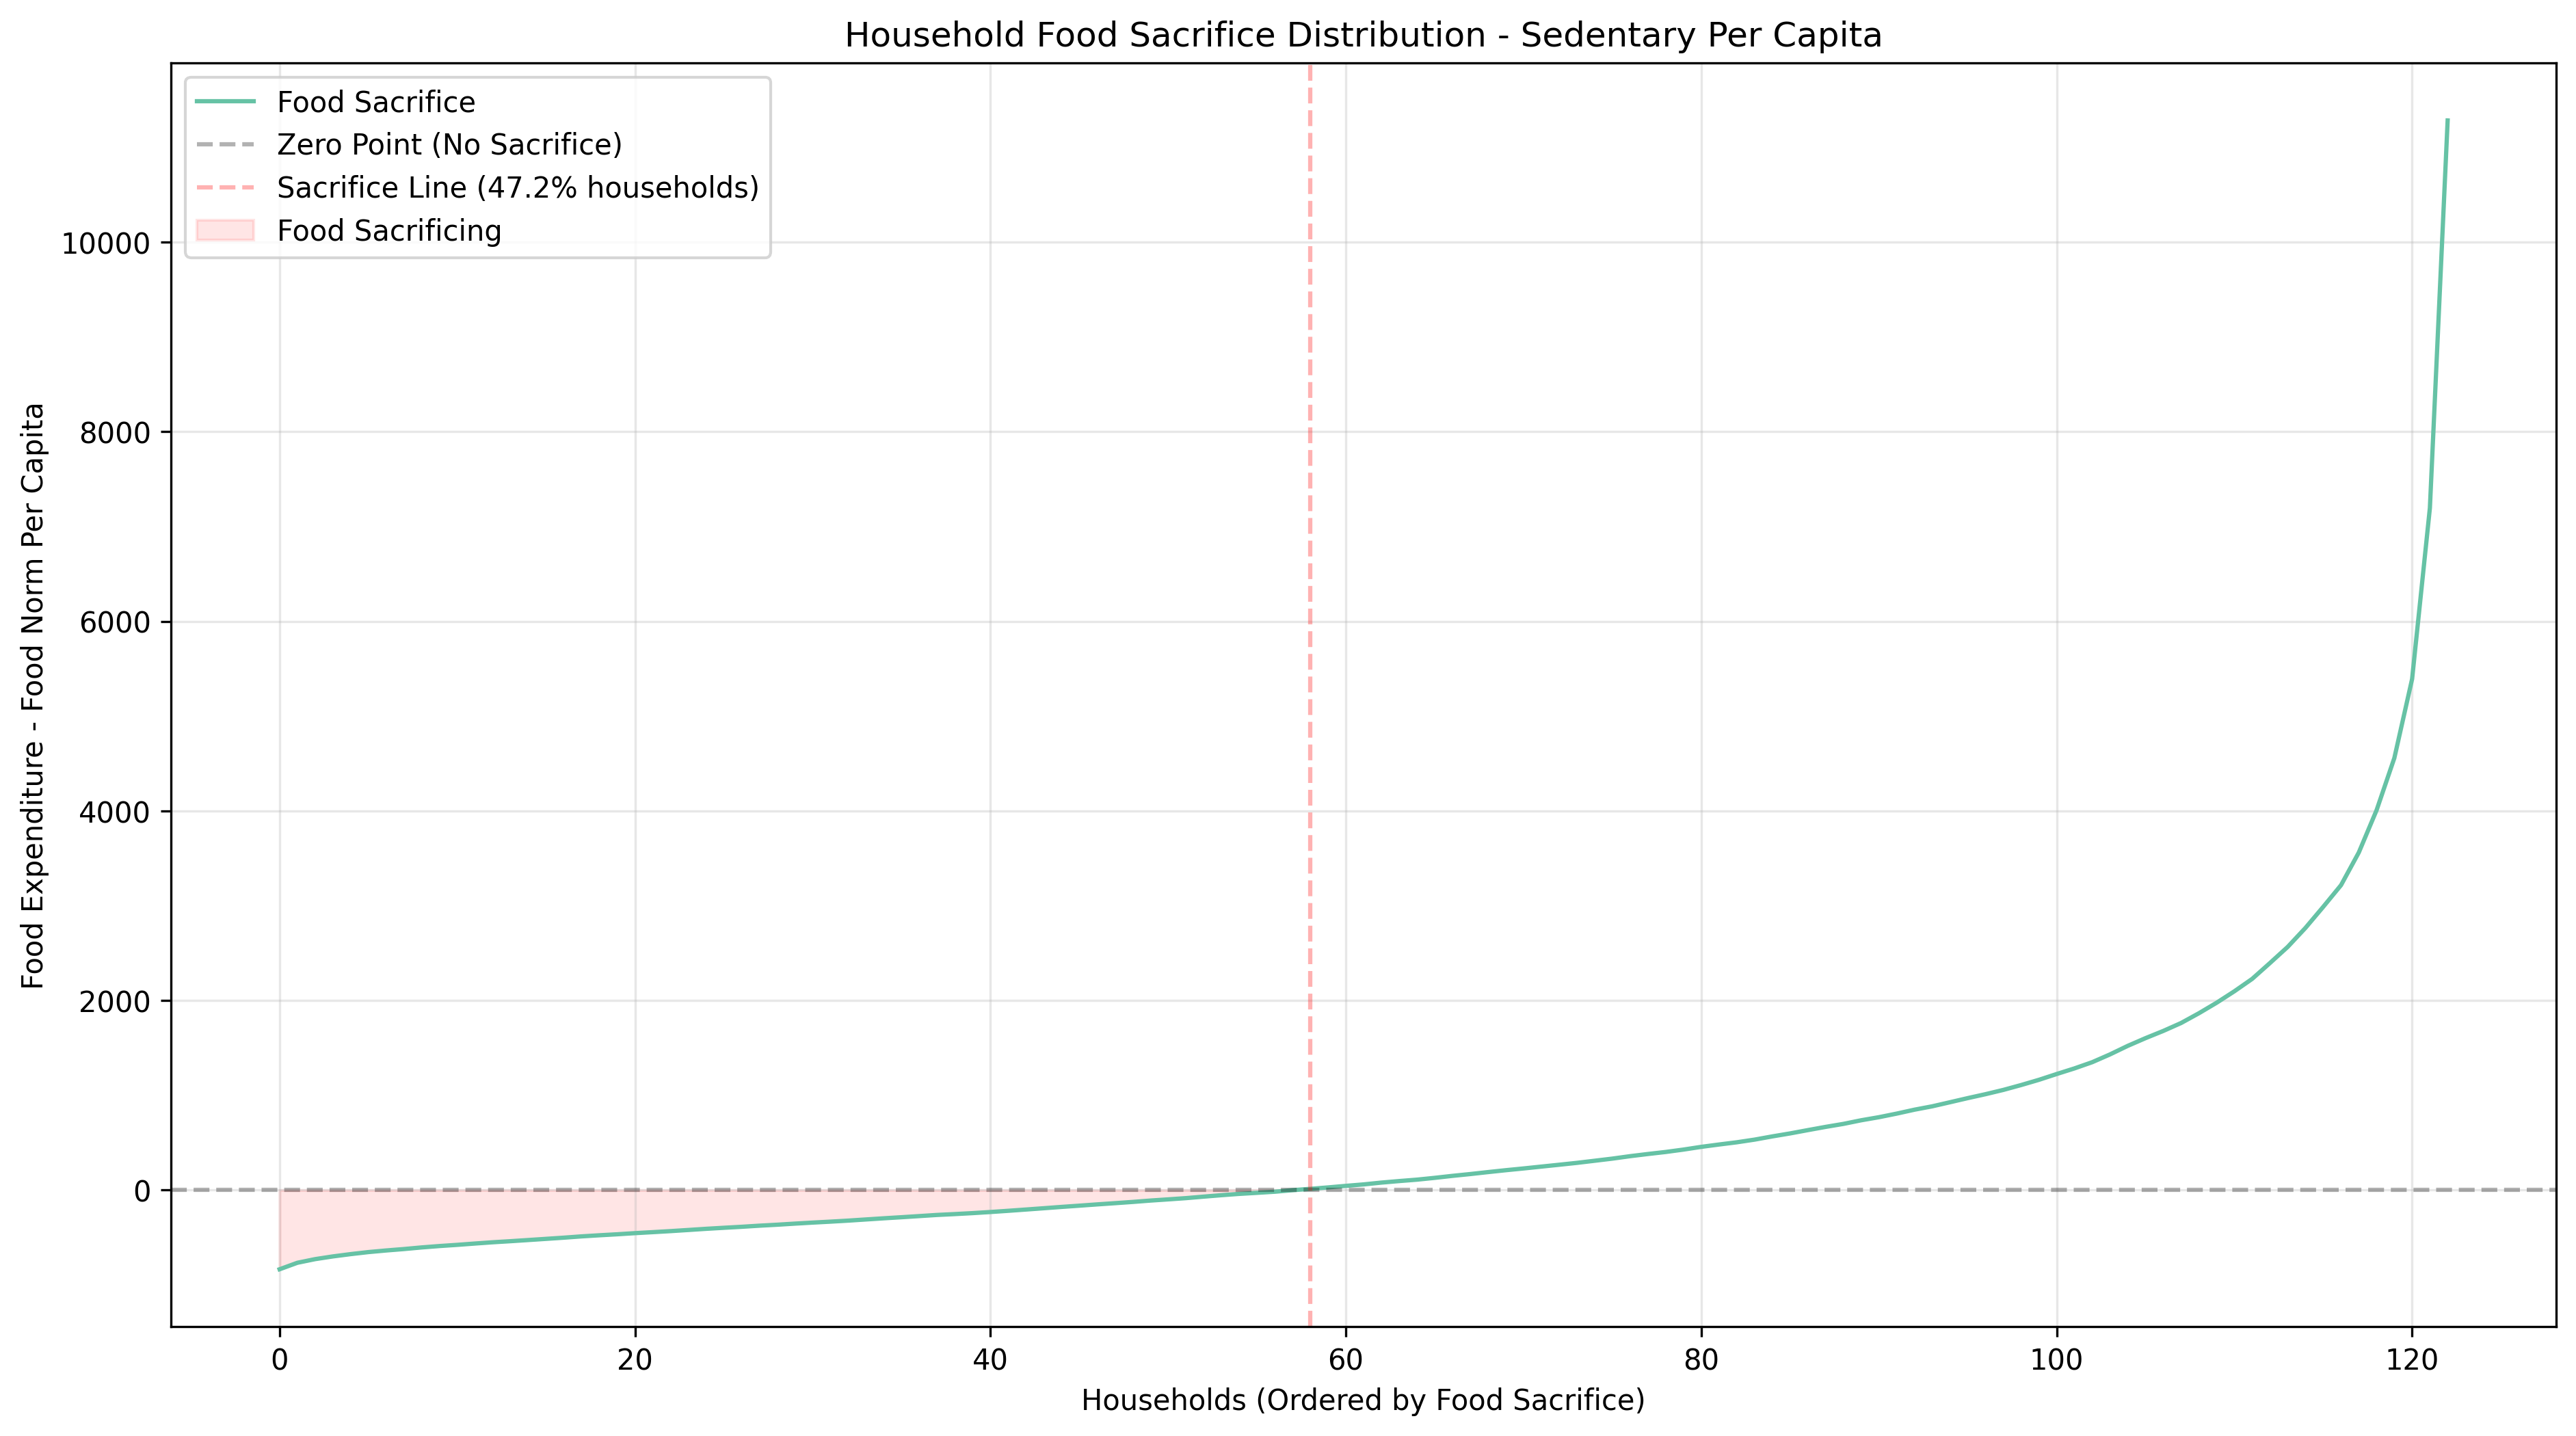 Household Food Sacrifice Distribution - Sedentary Per Capita
Food Sacrifice
Zero Point (No Sacrifice)
Sacrifice Line (47.2% households)
Food Sacrificing
Food Expenditure - Food Norm Per Capita
10000
8000
6000
4000
2000
0
0 20 40 60 80 100 120
Households (Ordered by Food Sacrifice)